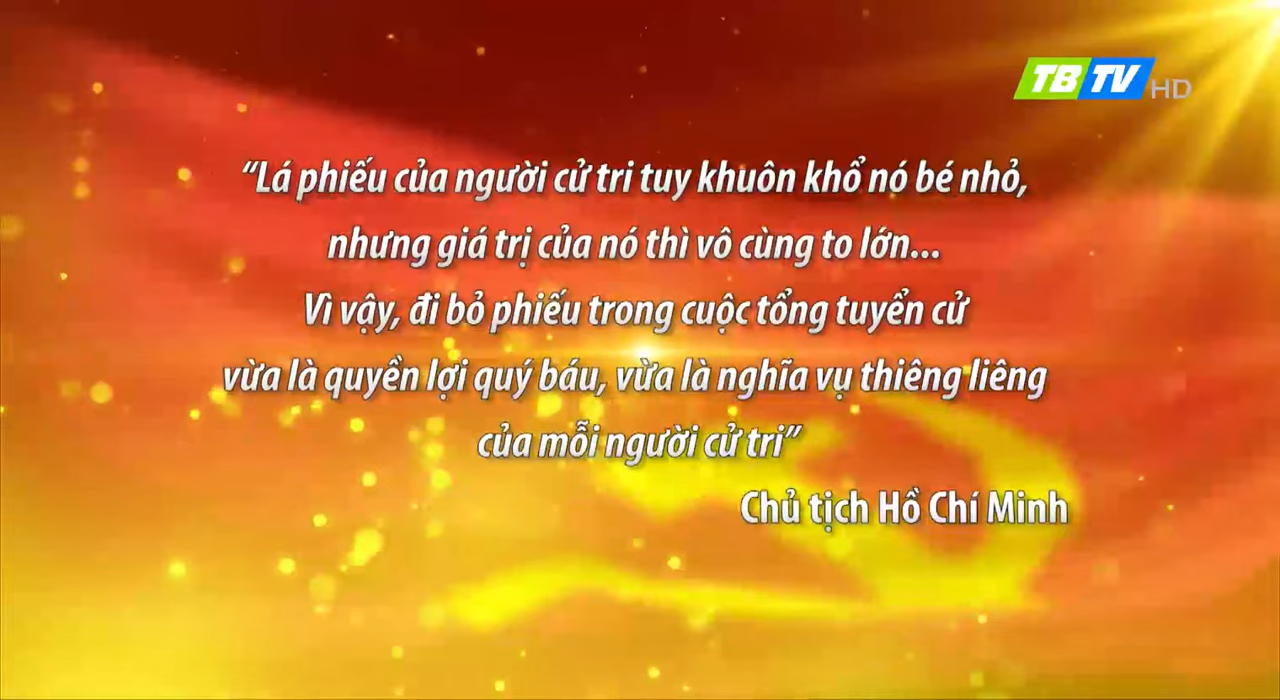 TBTV HD
“Lá phiếu của người cử tri tuy khuôn khổ nó bé nhỏ,
nhưng giá trị của nó thì vô cùng to lớn...
Vì vậy, đi bỏ phiếu trong cuộc tổng tuyển cử
vừa là quyền lợi quý báu, vừa là nghĩa vụ thiêng liêng
của mỗi người cử tri”
Chủ tịch Hồ Chí Minh